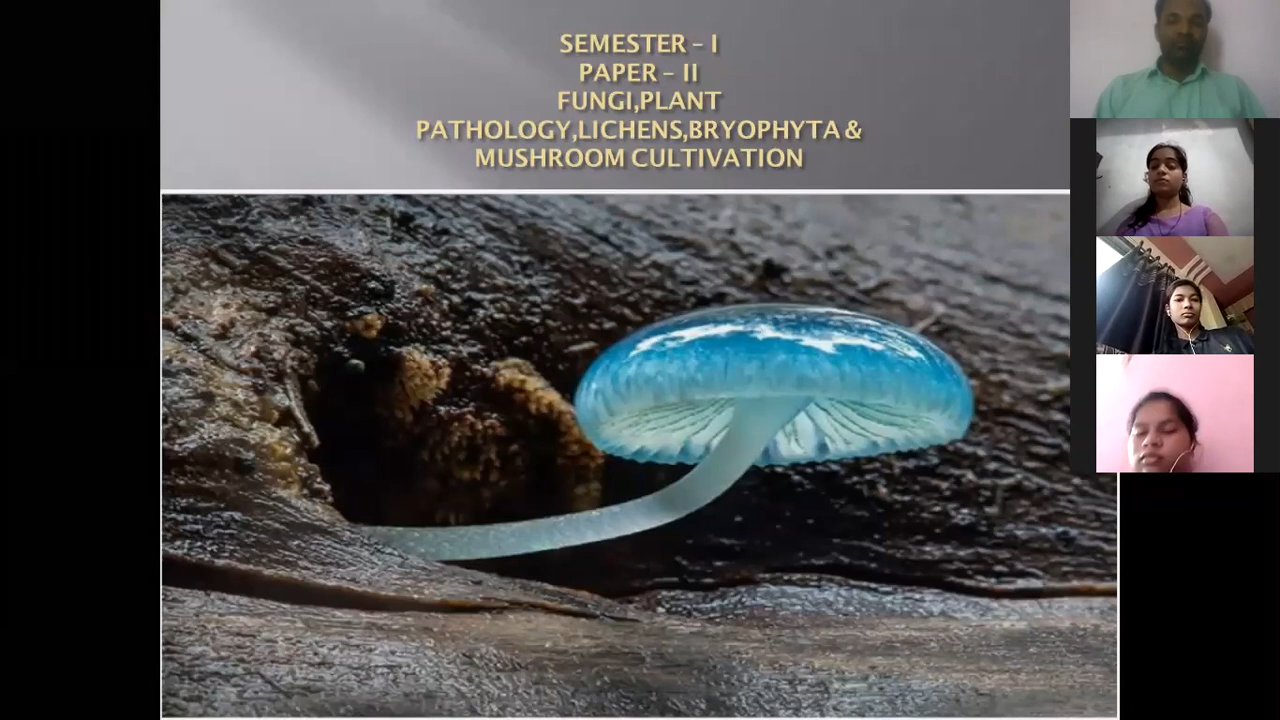 SEMESTER – I
PAPER – II
FUNGI,PLANT
PATHOLOGY,LICHENS,BRYOPHYTA &
MUSHROOM CULTIVATION